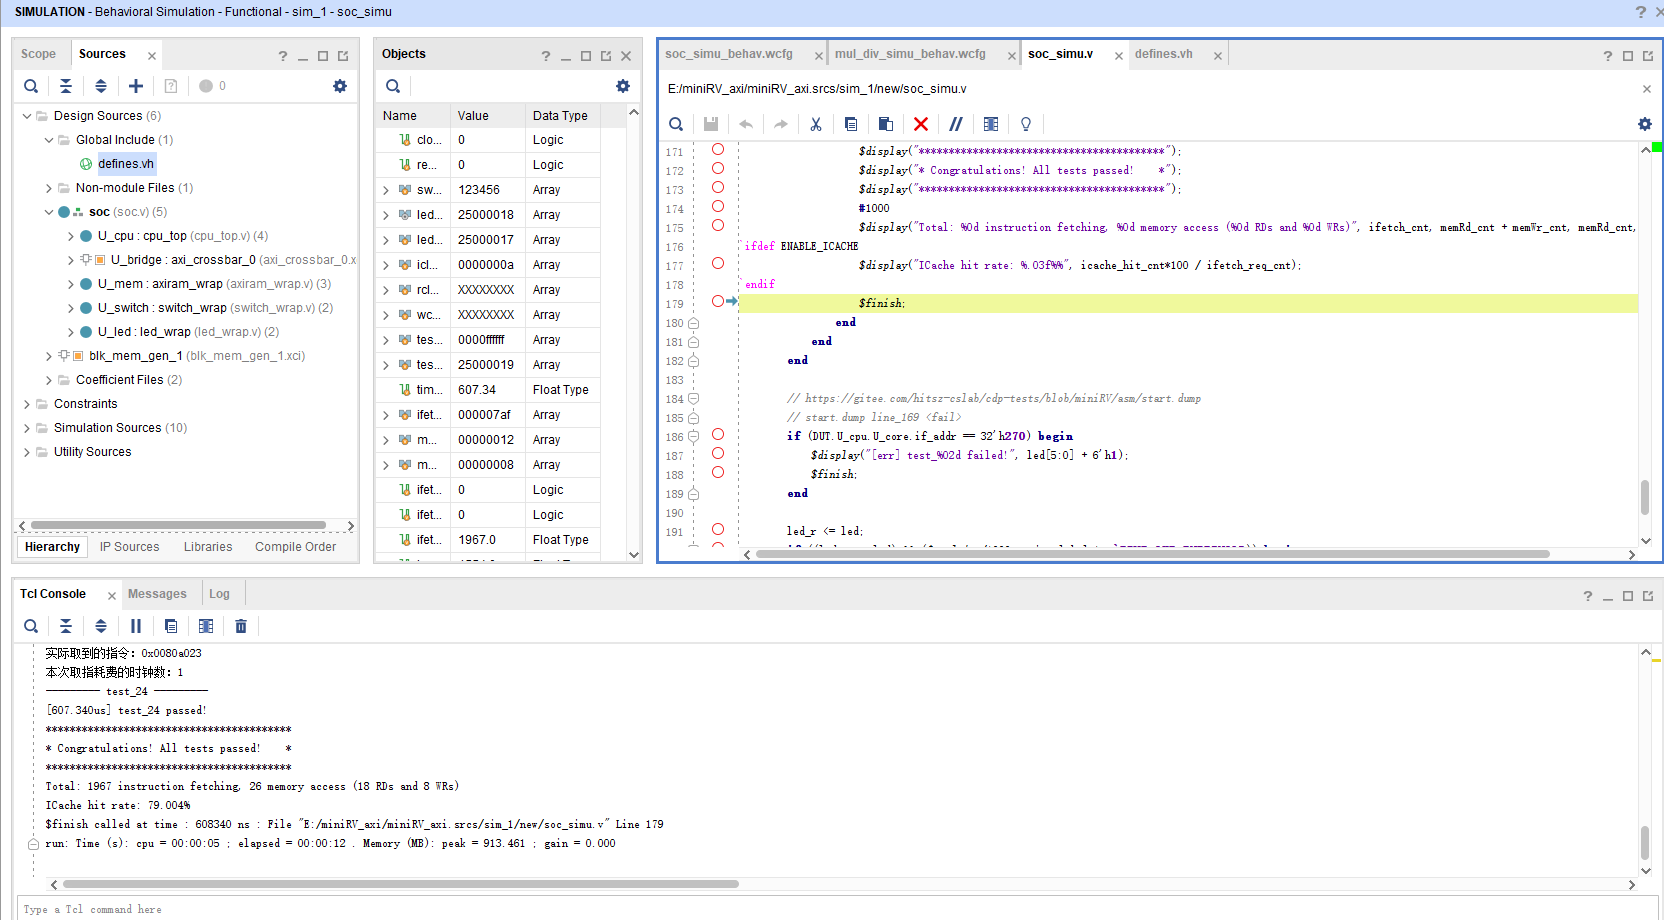 SIMULATION - Behavioral Simulation - Functional - sim_1 - soc_simu
Scope
Sources
0
Design Sources (6)
Global Include (1)
defines.vh
Non-module Files (1)
soc (soc.v) (5)
U_cpu : cpu_top (cpu_top.v) (4)
U_bridge : axi_crossbar_0 (axi_crossbar_0.x
U_mem : axiram_wrap (axiram_wrap.v) (3)
U_switch : switch_wrap (switch_wrap.v) (2)
U_led : led_wrap (led_wrap.v) (2)
blk_mem_gen_1 (blk_mem_gen_1.xci)
Coefficient Files (2)
Constraints
Simulation Sources (10)
Utility Sources
Hierarchy
IP Sources
Libraries
Compile Order
Objects
Name Value Data Type
clo... 0 Logic
re... 0 Logic
sw... 123456 Array
led... 25000018 Array
led... 25000017 Array
icl... 0000000a Array
rcl... XXXXXXXX Array
wc... XXXXXXXX Array
tes... 0000ffffff Array
tes... 25000019 Array
tim... 607.34 Float Type
ifet... 000007af Array
m... 00000012 Array
m... 00000008 Array
ifet... 0 Logic
ifet... 0 Logic
ifet... 1967.0 Float Type
soc_simu_behav.wcfg
mul_div_simu_behav.wcfg
soc_simu.v
defines.vh
E:/miniRV_axi/miniRV_axi.srcs/sim_1/new/soc_simu.v
171 $display("*****************************************");
172 $display("* Congratulations! All tests passed!    *");
173 $display("*****************************************");
174 #1000
175 $display("Total: %0d instruction fetching, %0d memory access (%0d RDs and %0d WRs)", ifetch_cnt, memRd_cnt + memWr_cnt, memRd_cnt,
176 `ifdef ENABLE_ICACHE
177 $display("ICache hit rate: %.03f%%", icache_hit_cnt*100 / ifetch_req_cnt);
178 `endif
179 $finish;
180 end
181 end
182 end
183
184 // https://gitee.com/hitsz-cslab/cdp-tests/blob/miniRV/asm/start.dump
185 // start.dump line_169 <fail>
186 if (DUT.U_cpu.U_core.if_addr == 32'h270) begin
187 $display("[err] test_%02d failed!", led[5:0] + 6'h1);
188 $finish;
189 end
190
191 led_r <= led;
Tcl Console
Messages
Log
实际取到的指令: 0x0080a023
本次取指耗费的时钟数: 1
--------- test_24 ---------
[607.340us] test_24 passed!
*****************************************
* Congratulations! All tests passed!    *
*****************************************
Total: 1967 instruction fetching, 26 memory access (18 RDs and 8 WRs)
ICache hit rate: 79.004%
$finish called at time : 608340 ns : File "E:/miniRV_axi/miniRV_axi.srcs/sim_1/new/soc_simu.v" Line 179
run: Time (s): cpu = 00:00:05 ; elapsed = 00:00:12 . Memory (MB): peak = 913.461 ; gain = 0.000
Type a Tcl command here